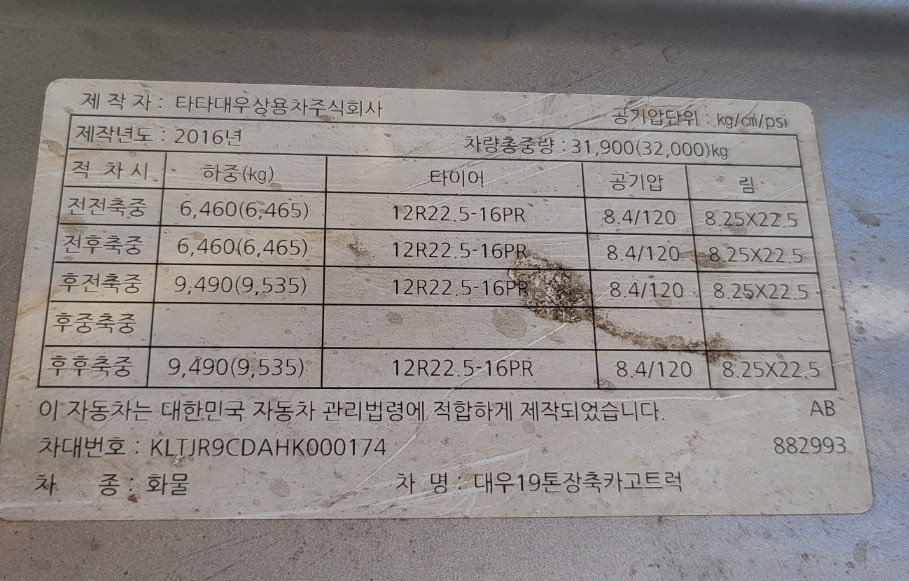 제 작 자 : 타타대우상용차주식회사 공기압단위 : kg/㎠/psi
제작년도 : 2016년 차량총중량 : 31,900(32,000)kg
적 차 시 하중(kg) 타이어 공기압 림
전전축중 6,460(6,465) 12R22.5-16PR 8.4/120 8.25X22.5
전후축중 6,460(6,465) 12R22.5-16PR 8.4/120 8.25X22.5
후전축중 9,490(9,535) 12R22.5-16PR 8.4/120 8.25X22.5
후중축중
후후축중 9,490(9,535) 12R22.5-16PR 8.4/120 8.25X22.5
이 자동차는 대한민국 자동차 관리법령에 적합하게 제작되었습니다. AB
차대번호 : KLTJR9CDAHK000174 882993
차 종 : 화물 차 명 : 대우19톤장축카고트럭